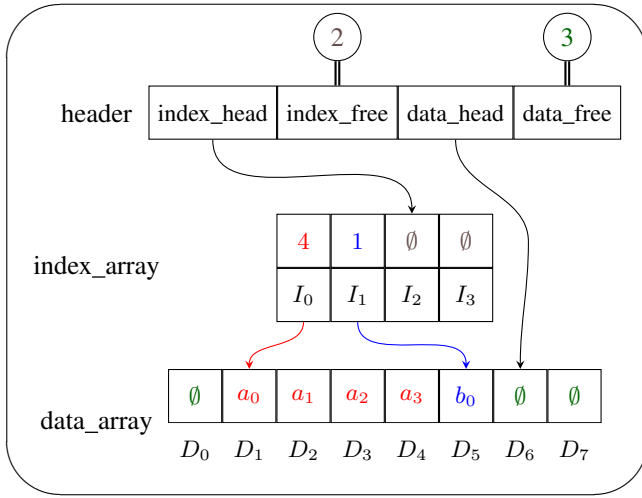 2 3
header index_head index_free data_head data_free
4 1 ∅ ∅
index_array
I₀ I₁ I₂ I₃
∅ a₀ a₁ a₂ a₃ b₀ ∅ ∅
data_array
D₀ D₁ D₂ D₃ D₄ D₅ D₆ D₇